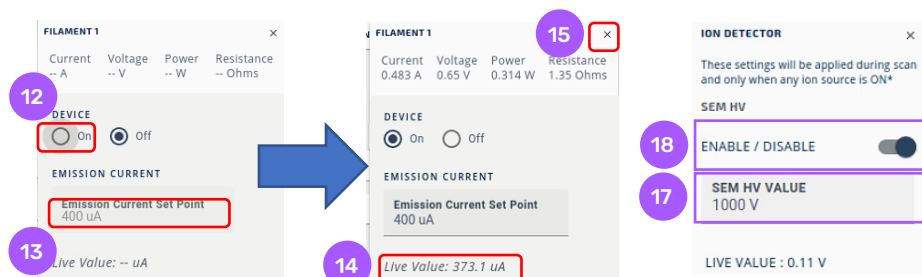 FILAMENT 1
Current Voltage Power Resistance
-- A -- V -- W -- Ohms
12
DEVICE
On Off
EMISSION CURRENT
Emission Current Set Point
400 uA
13
Live Value: -- uA
FILAMENT 1
15
Current Voltage Power Resistance
0.483 A 0.65 V 0.314 W 1.35 Ohms
DEVICE
On Off
EMISSION CURRENT
Emission Current Set Point
400 uA
14
Live Value: 373.1 uA
ION DETECTOR
These settings will be applied during scan
and only when any ion source is ON*
SEM HV
18
ENABLE / DISABLE
17
SEM HV VALUE
1000 V
LIVE VALUE : 0.11 V